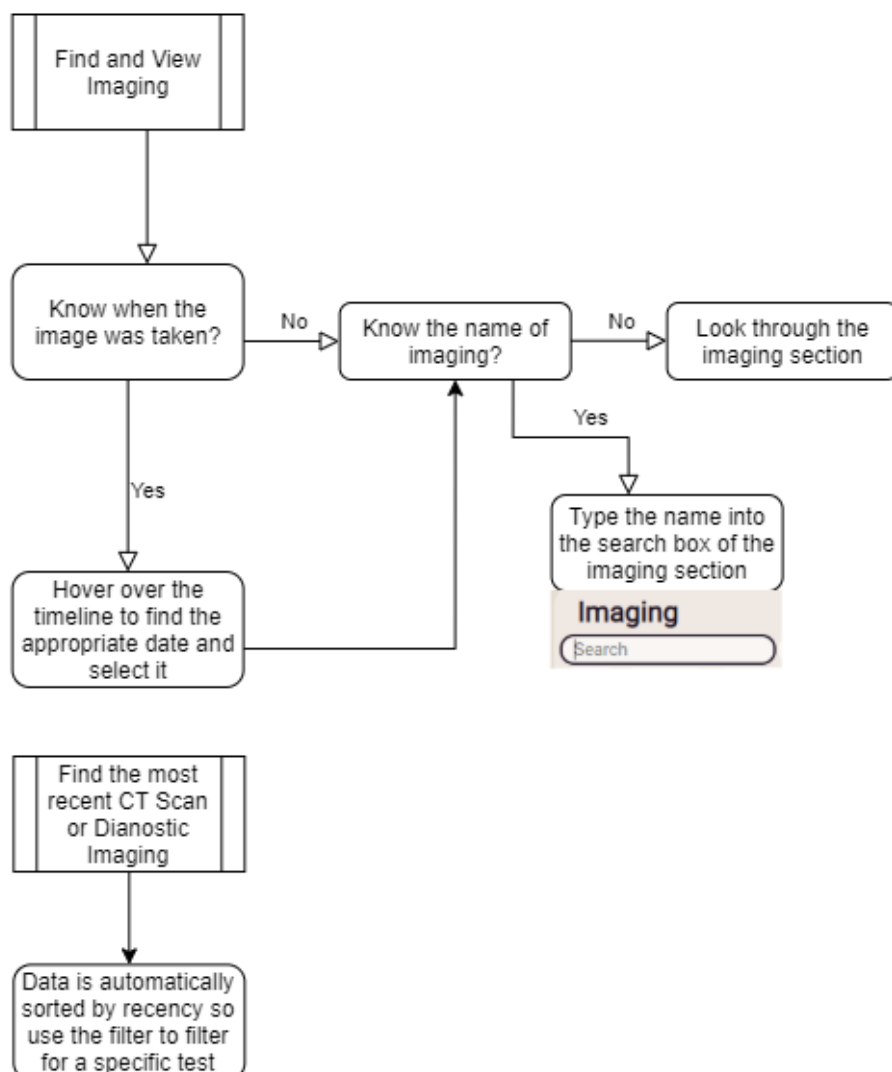 Find and View
Imaging
Know when the
image was taken?
No
Know the name of
imaging?
No
Look through the
imaging section
Yes
Yes
Type the name into
the search box of the
imaging section
Imaging
Search
Hover over the
timeline to find the
appropriate date and
select it
Find the most
recent CT Scan
or Dianostic
Imaging
Data is automatically
sorted by recency so
use the filter to filter
for a specific test